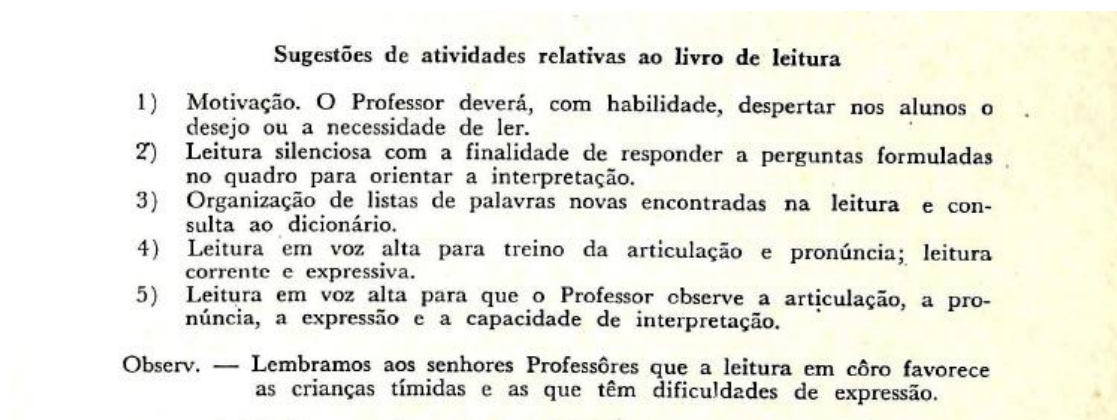 Sugestões de atividades relativas ao livro de leitura
1) Motivação. O Professor deverá, com habilidade, despertar nos alunos o
desejo ou a necessidade de ler.
2) Leitura silenciosa com a finalidade de responder a perguntas formuladas
no quadro para orientar a interpretação.
3) Organização de listas de palavras novas encontradas na leitura e con-
sulta ao dicionário.
4) Leitura em voz alta para treino da articulação e pronúncia; leitura
corrente e expressiva.
5) Leitura em voz alta para que o Professor observe a articulação, a pro-
núncia, a expressão e a capacidade de interpretação.
Observ. — Lembramos aos senhores Professôres que a leitura em côro favorece
as crianças tímidas e as que têm dificuldades de expressão.